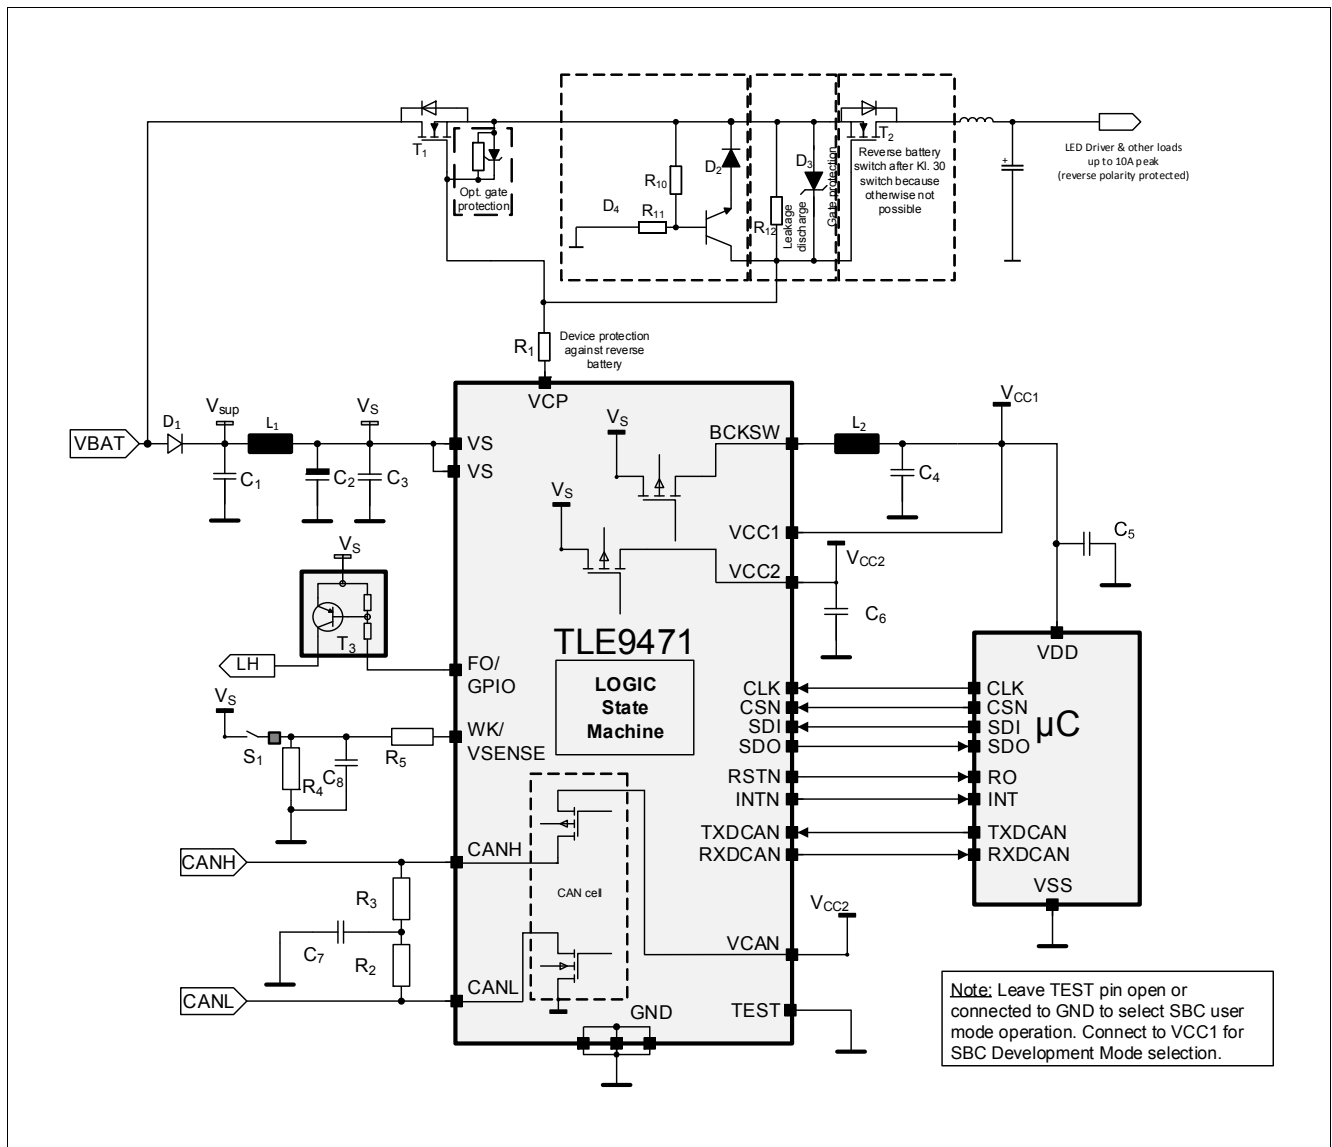 T1
Opt. gate
protection
D4
R11
R10
D2
R12
Leakage
discharge
D3
Gate protection
T2
Reverse battery
switch after Kl. 30
switch because
otherwise not
possible
+
LED Driver & other loads
up to 10A peak
(reverse polarity protected)
R1
Device protection
against reverse
battery
VCP
VBAT
D1
Vsup
L1
VS
C1
C2
C3
VS
VS
VS
VS
BCKSW
L2
VCC1
C4
VCC1
VCC2
VCC2
C5
C6
VS
T3
LH
FO/
GPIO
TLE9471
LOGIC
State
Machine
VS
S1
R4
C8
R5
WK/
VSENSE
CLK
CSN
SDI
SDO
RSTN
INTN
TXDCAN
RXDCAN
VDD
CLK
CSN
SDI
SDO
µC
RO
INT
TXDCAN
RXDCAN
VSS
CANH
CANH
R3
C7
R2
CANL
CANL
CAN cell
VCC2
VCAN
TEST
GND
Note: Leave TEST pin open or
connected to GND to select SBC user
mode operation. Connect to VCC1 for
SBC Development Mode selection.